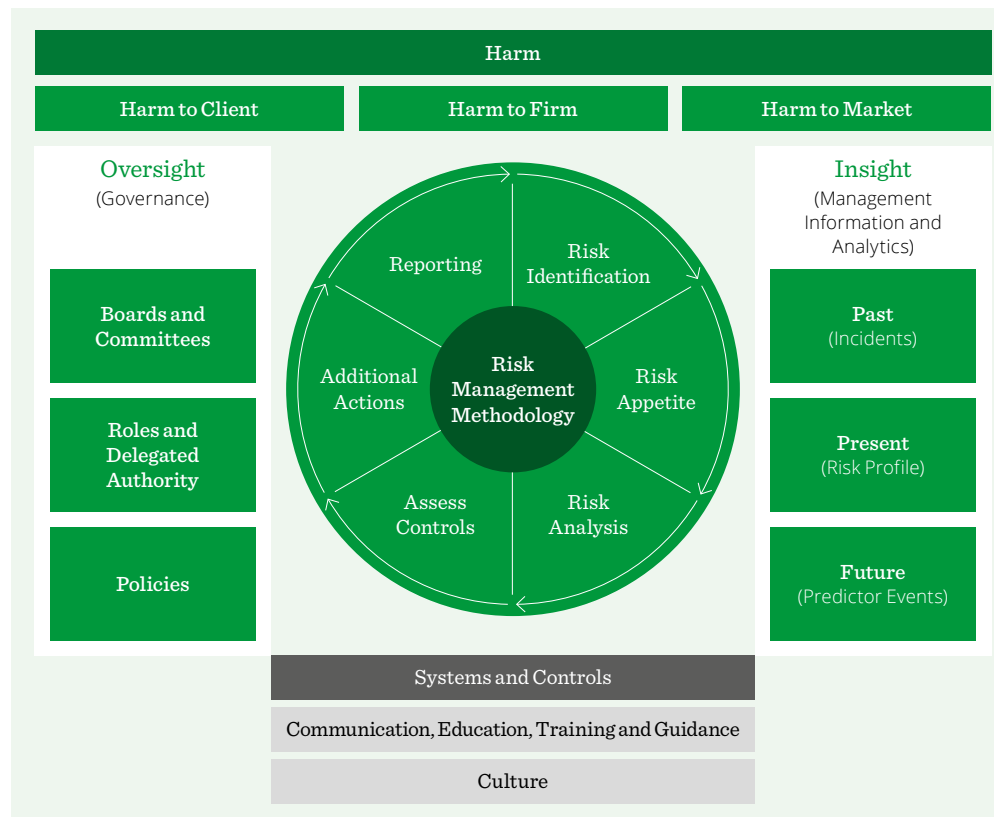 Harm
Harm to Client
Harm to Firm
Harm to Market
Oversight
(Governance)
Boards and
Committees
Roles and
Delegated
Authority
Policies
Reporting
Risk
Identification
Additional
Actions
Risk
Management
Methodology
Risk
Appetite
Assess
Controls
Risk
Analysis
Insight
(Management
Information and
Analytics)
Past
(Incidents)
Present
(Risk Profile)
Future
(Predictor Events)
Systems and Controls
Communication, Education, Training and Guidance
Culture